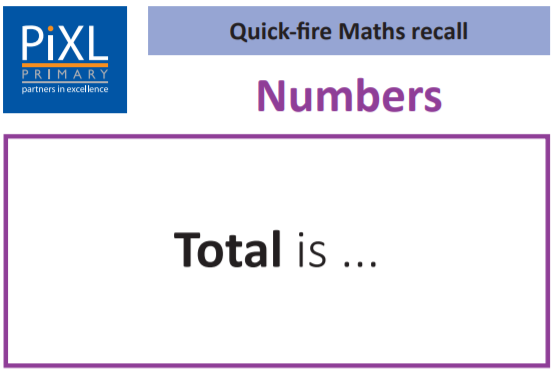 PiXL
PRIMARY
partners in excellence
Quick-fire Maths recall
Numbers
Total is ...